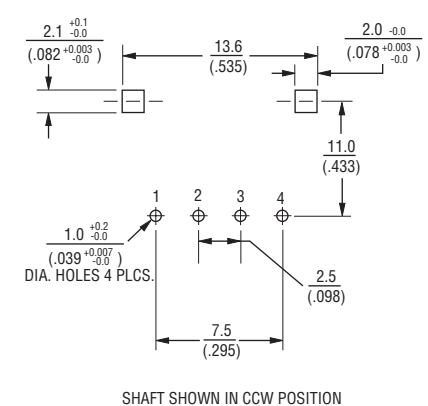 2.1 +0.1 -0.0
(.082 +0.003 -0.0 )
13.6
(.535)
2.0 -0.0
(.078 +0.003 -0.0 )
11.0
(.433)
1 2 3 4
1.0 +0.2 -0.0
(.039 +0.007 -0.0 )
DIA. HOLES 4 PLCS.
2.5
(.098)
7.5
(.295)
SHAFT SHOWN IN CCW POSITION